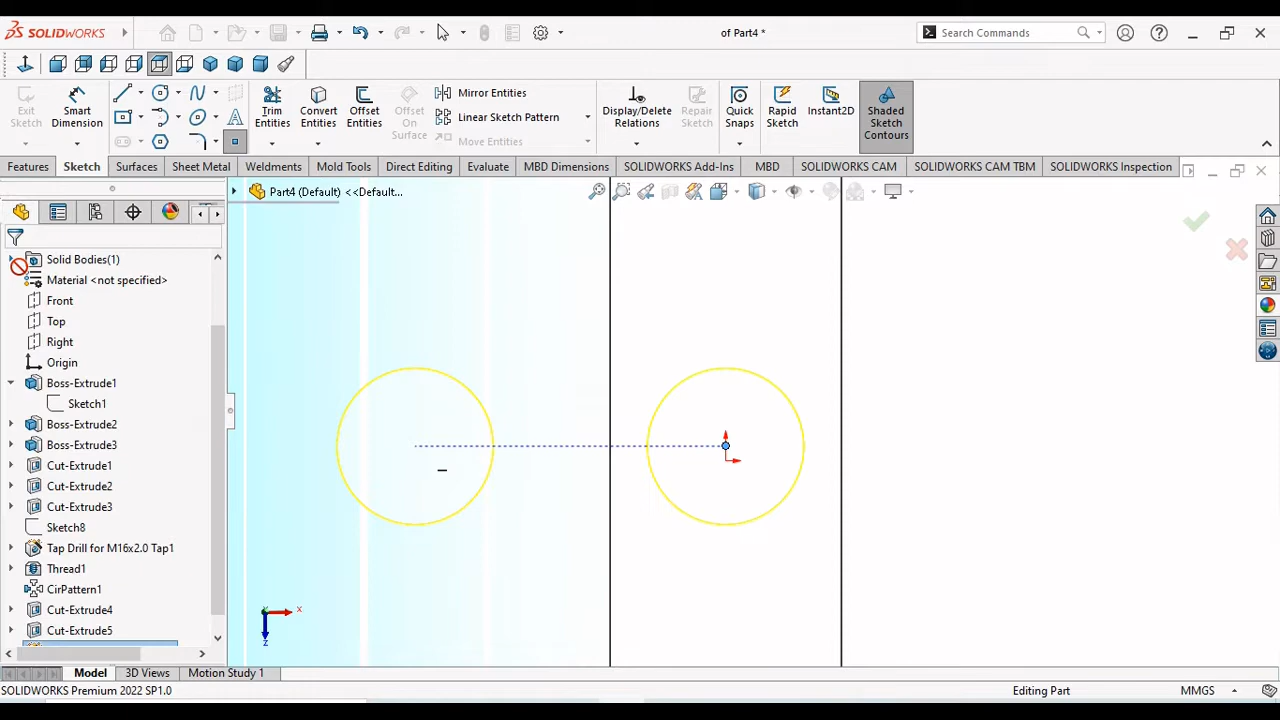 SOLIDWORKS
of Part4 *
Search Commands
Exit Sketch
Smart Dimension
Trim Entities
Convert Entities
Offset Entities
Offset On Surface
Mirror Entities
Linear Sketch Pattern
Move Entities
Display/Delete Relations
Repair Sketch
Quick Snaps
Rapid Sketch
Instant2D
Shaded Sketch Contours
Features
Sketch
Surfaces
Sheet Metal
Weldments
Mold Tools
Direct Editing
Evaluate
MBD Dimensions
SOLIDWORKS Add-Ins
MBD
SOLIDWORKS CAM
SOLIDWORKS CAM TBM
SOLIDWORKS Inspection
Part4 (Default) <<Default...
Solid Bodies(1)
Material <not specified>
Front
Top
Right
Origin
Boss-Extrude1
Sketch1
Boss-Extrude2
Boss-Extrude3
Cut-Extrude1
Cut-Extrude2
Cut-Extrude3
Sketch8
Tap Drill for M16x2.0 Tap1
Thread1
CirPattern1
Cut-Extrude4
Cut-Extrude5
Y
X
Z
Model
3D Views
Motion Study 1
SOLIDWORKS Premium 2022 SP1.0
Editing Part
MMGS